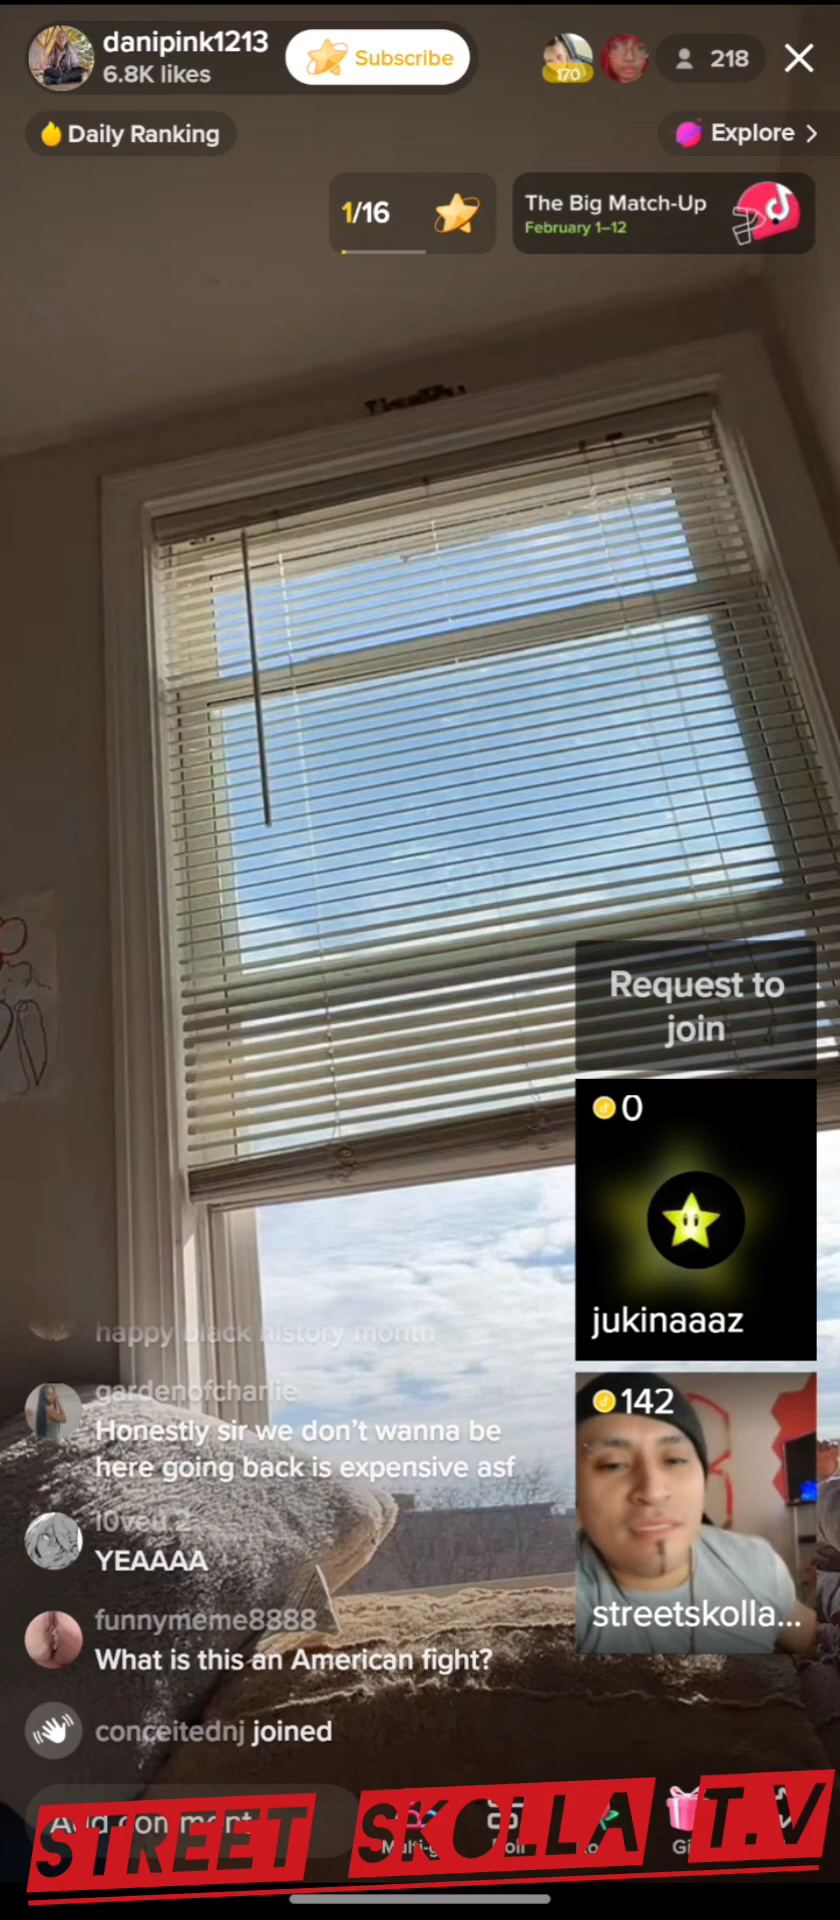 danipink1213
6.8K likes
Subscribe
170
218
Daily Ranking
Explore
1/16
The Big Match-Up
February 1–12
Request to
join
0
jukinaaaz
142
streetskolla...
happy black history month
gardenofcharlie
Honestly sir we don't wanna be
here going back is expensive asf
YEAAAA
funnymeme8888
What is this an American fight?
conceitednj joined
Add comment
STREET SKOLLA T.V